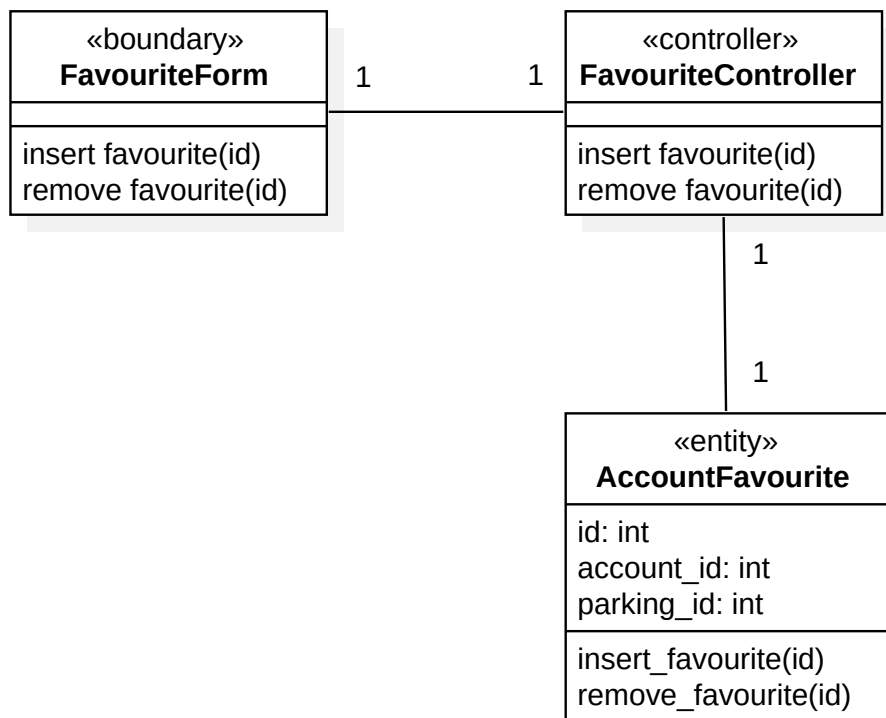 «boundary»
FavouriteForm
insert favourite(id)
remove favourite(id)
1
1
«controller»
FavouriteController
insert favourite(id)
remove favourite(id)
1
1
«entity»
AccountFavourite
id: int
account_id: int
parking_id: int
insert_favourite(id)
remove_favourite(id)